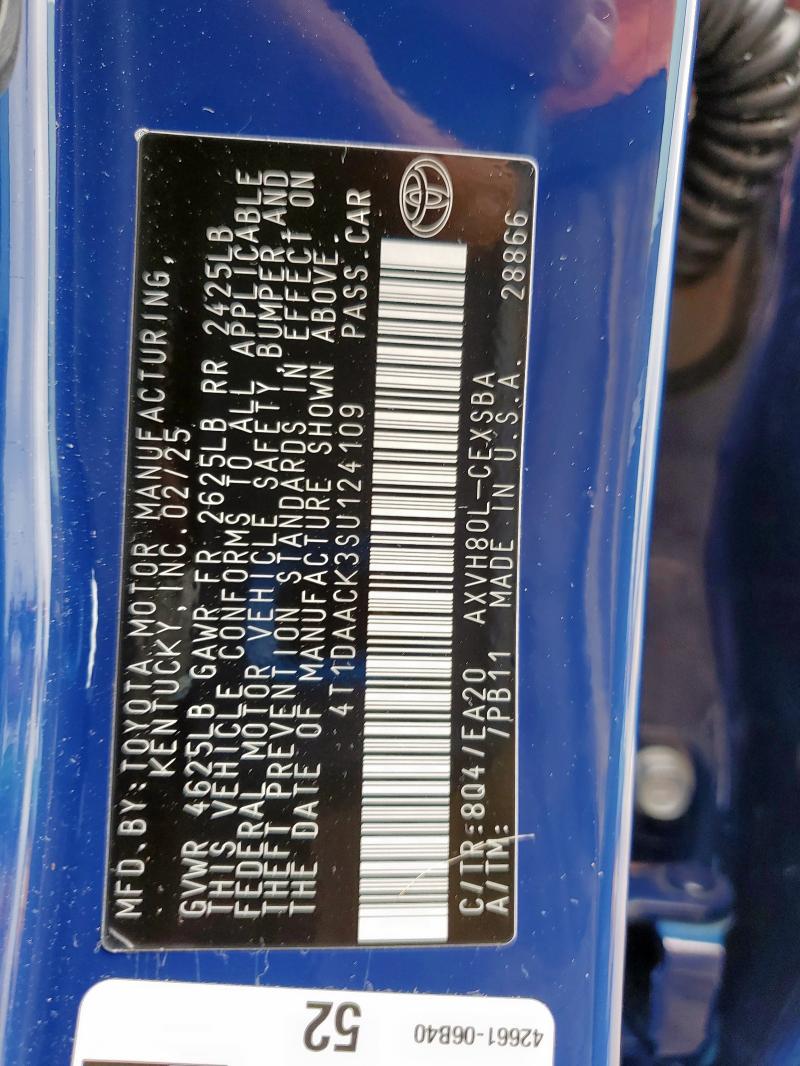 MFD.BY:TOYOTA MOTOR MANUFACTURING,
KENTUCKY,INC 02/25
GVWR 4625LB GAWR FR 2625LB RR 2425LB
THIS VEHICLE CONFORMS TO ALL APPLICABLE
FEDERAL MOTOR VEHICLE SAFETY,BUMPER,AND
THEFT PREVENTION STANDARDS IN EFFECT ON
THE DATE OF MANUFACTURE SHOWN ABOVE.
4T1DAACK3SU124109 PASS.CAR
C/TR:8Q4/EA20 AXVH80L-CEXSBA
A/TM: /PB11 MADE IN U.S.A. 28866
52
42661-06B40